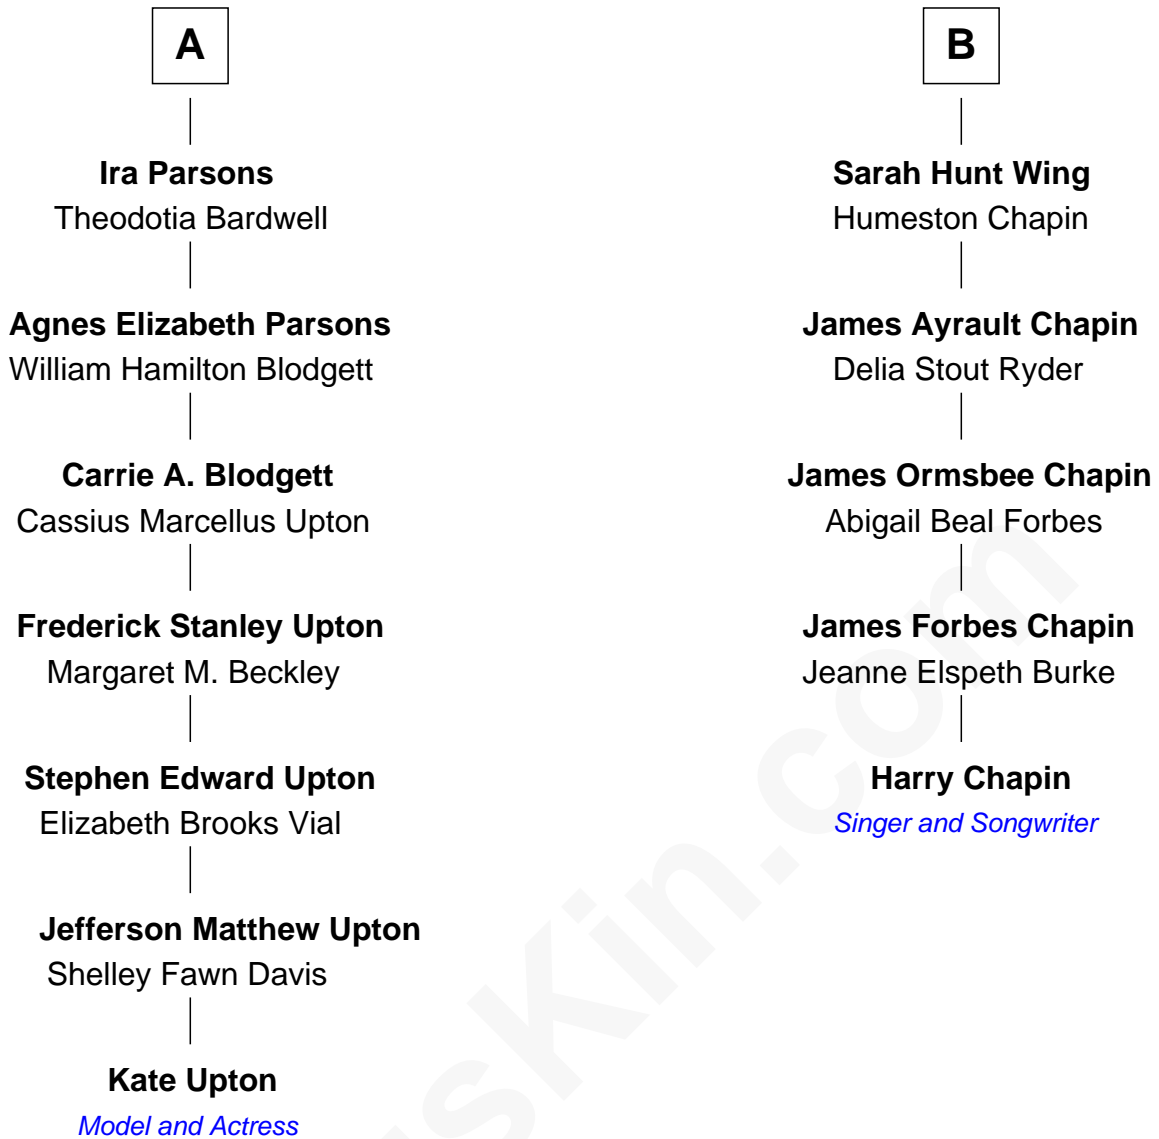 A
Ira Parsons
Theodotia Bardwell
Agnes Elizabeth Parsons
William Hamilton Blodgett
Carrie A. Blodgett
Cassius Marcellus Upton
Frederick Stanley Upton
Margaret M. Beckley
Stephen Edward Upton
Elizabeth Brooks Vial
Jefferson Matthew Upton
Shelley Fawn Davis
Kate Upton
Model and Actress
B
Sarah Hunt Wing
Humeston Chapin
James Ayrault Chapin
Delia Stout Ryder
James Ormsbee Chapin
Abigail Beal Forbes
James Forbes Chapin
Jeanne Elspeth Burke
Harry Chapin
Singer and Songwriter
sKin.com